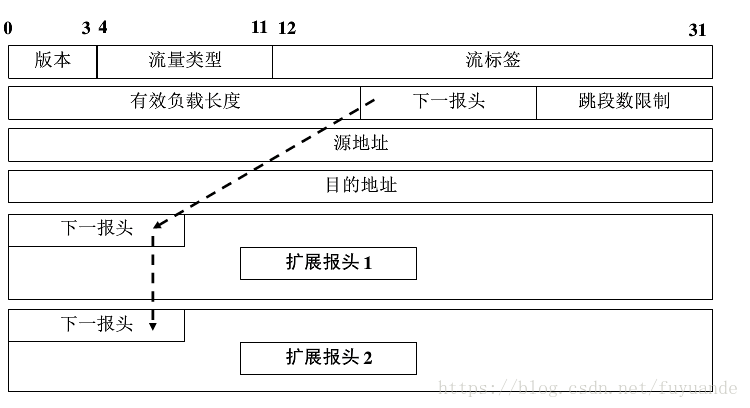 0 3 4 11 12 31
版本 流量类型 流标签
有效负载长度 下一报头 跳段数限制
源地址
目的地址
下一报头
扩展报头 1
下一报头
扩展报头 2
https://blog.csdn.net/fuyuande